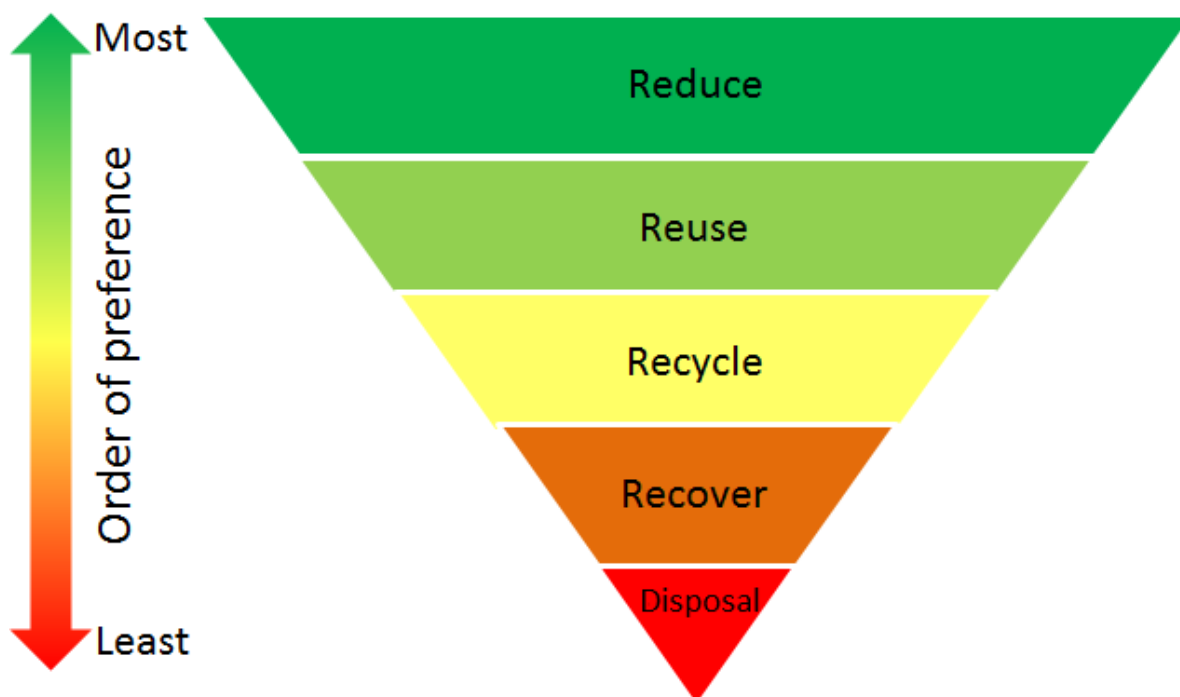 Most
Order of preference
Least
Reduce
Reuse
Recycle
Recover
Disposal